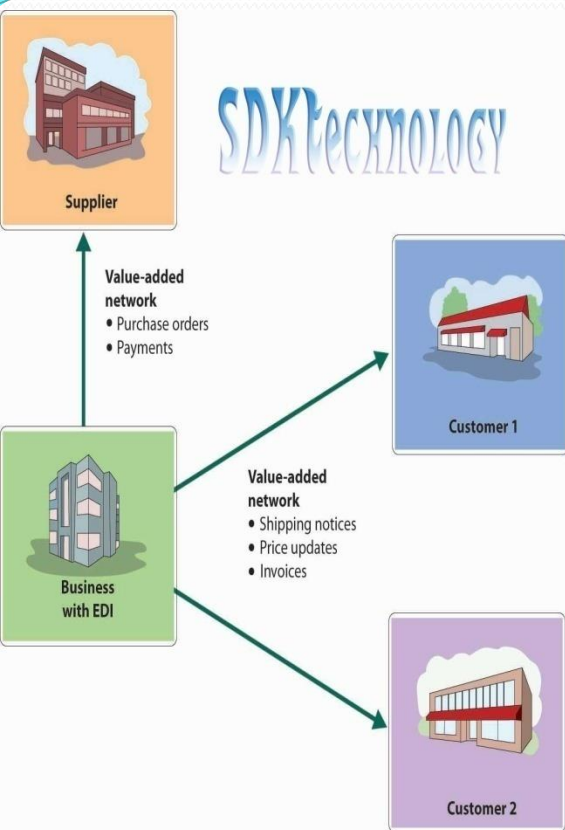 SDKtecynology
Supplier
Value-added
network
• Purchase orders
• Payments
Customer 1
Value-added
network
• Shipping notices
• Price updates
• Invoices
Business
with EDI
Customer 2